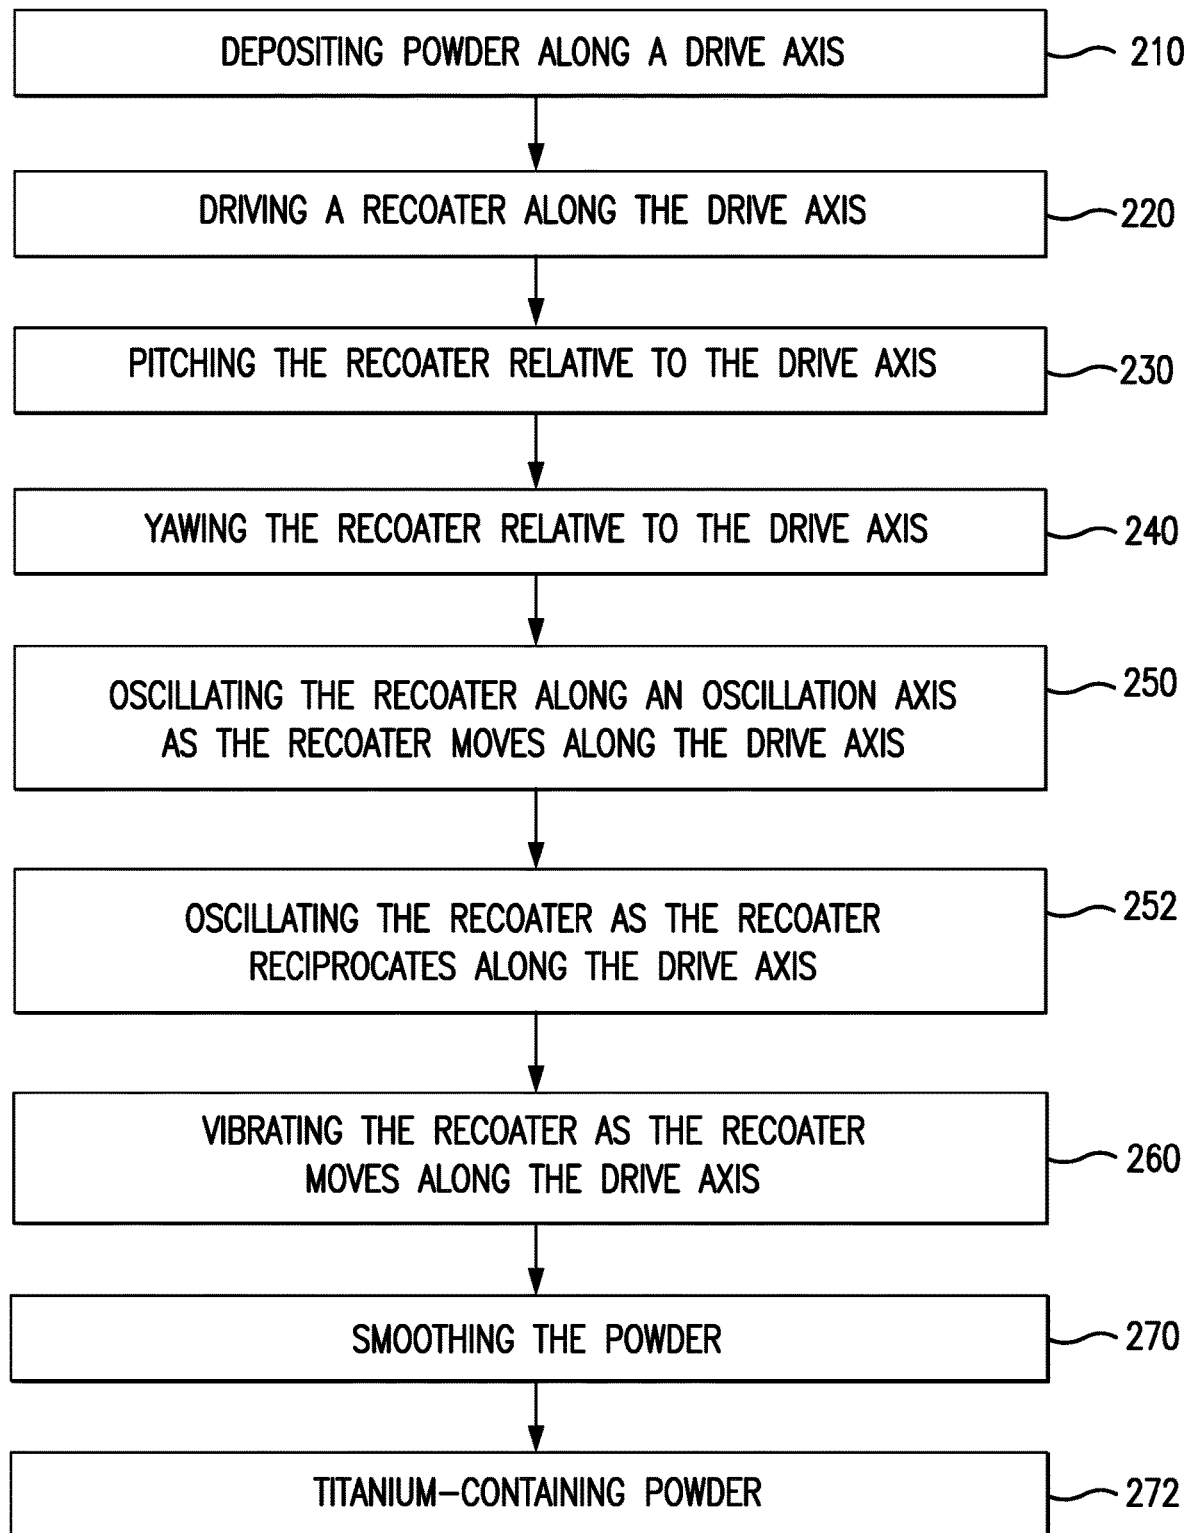 DEPOSITING POWDER ALONG A DRIVE AXIS
210
DRIVING A RECOATER ALONG THE DRIVE AXIS
220
PITCHING THE RECOATER RELATIVE TO THE DRIVE AXIS
230
YAWING THE RECOATER RELATIVE TO THE DRIVE AXIS
240
OSCILLATING THE RECOATER ALONG AN OSCILLATION AXIS
AS THE RECOATER MOVES ALONG THE DRIVE AXIS
250
OSCILLATING THE RECOATER AS THE RECOATER
RECIPROCATES ALONG THE DRIVE AXIS
252
VIBRATING THE RECOATER AS THE RECOATER
MOVES ALONG THE DRIVE AXIS
260
SMOOTHING THE POWDER
270
TITANIUM-CONTAINING POWDER
272